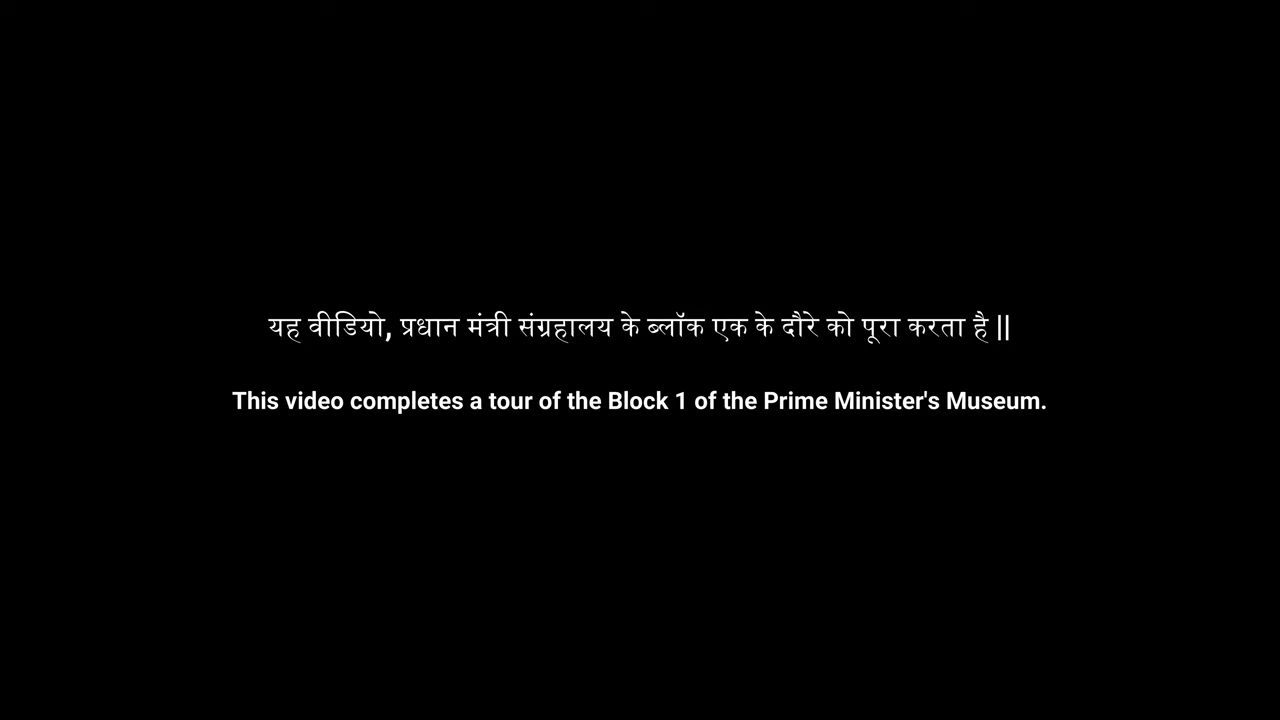 यह वीडियो, प्रधान मंत्री संग्रहालय के ब्लॉक एक के दौरे को पूरा करता है ||
This video completes a tour of the Block 1 of the Prime Minister's Museum.